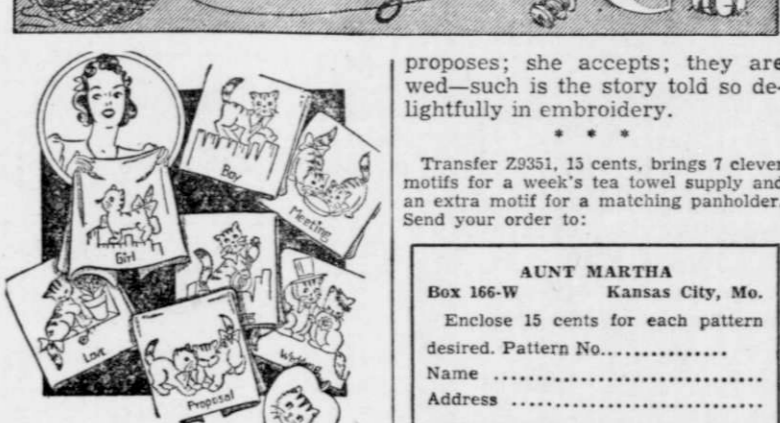 Boy
Meeting
Girl
Love
Proposal
proposes; she accepts; they are
wed—such is the story told so de-
lightfully in embroidery.
* * *
Transfer Z9351, 15 cents, brings 7 clever
motifs for a week's tea towel supply and
an extra motif for a matching panholder.
Send your order to:
AUNT MARTHA
Box 166-W Kansas City, Mo.
Enclose 15 cents for each pattern
desired. Pattern No...............
Name ................................
Address ..............................